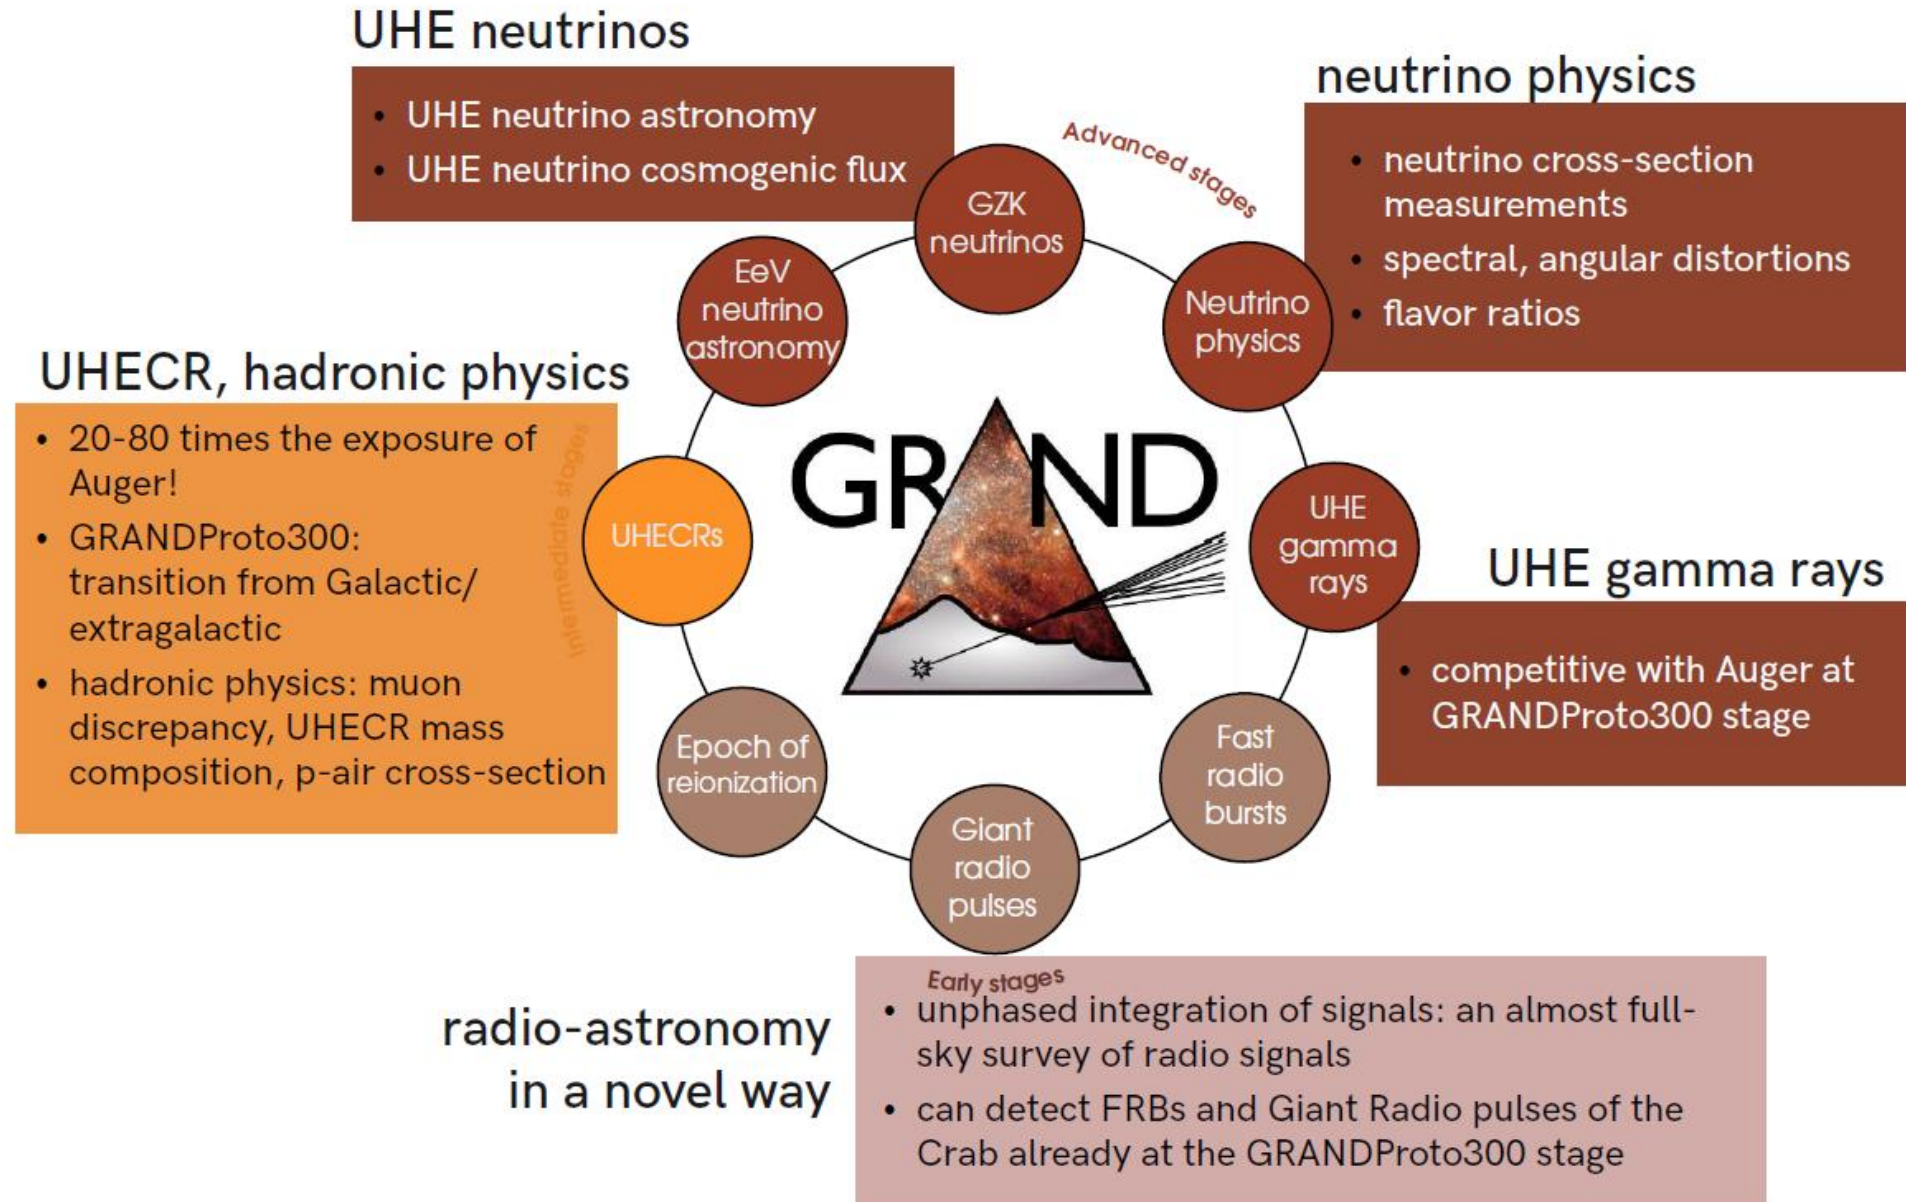 UHE neutrinos
• UHE neutrino astronomy
• UHE neutrino cosmogenic flux
neutrino physics
• neutrino cross-section
measurements
• spectral, angular distortions
• flavor ratios
Advanced stages
GZK
neutrinos
EeV
neutrino
astronomy
Neutrino
physics
UHECR, hadronic physics
• 20-80 times the exposure of
Auger!
• GRANDProto300:
transition from Galactic/
extragalactic
• hadronic physics: muon
discrepancy, UHECR mass
composition, p-air cross-section
Intermediate stages
UHECRs
GRAND
UHE
gamma
rays
UHE gamma rays
• competitive with Auger at
GRANDProto300 stage
Epoch of
reionization
Giant
radio
pulses
Fast
radio
bursts
Early stages
radio-astronomy
in a novel way
• unphased integration of signals: an almost full-
sky survey of radio signals
• can detect FRBs and Giant Radio pulses of the
Crab already at the GRANDProto300 stage